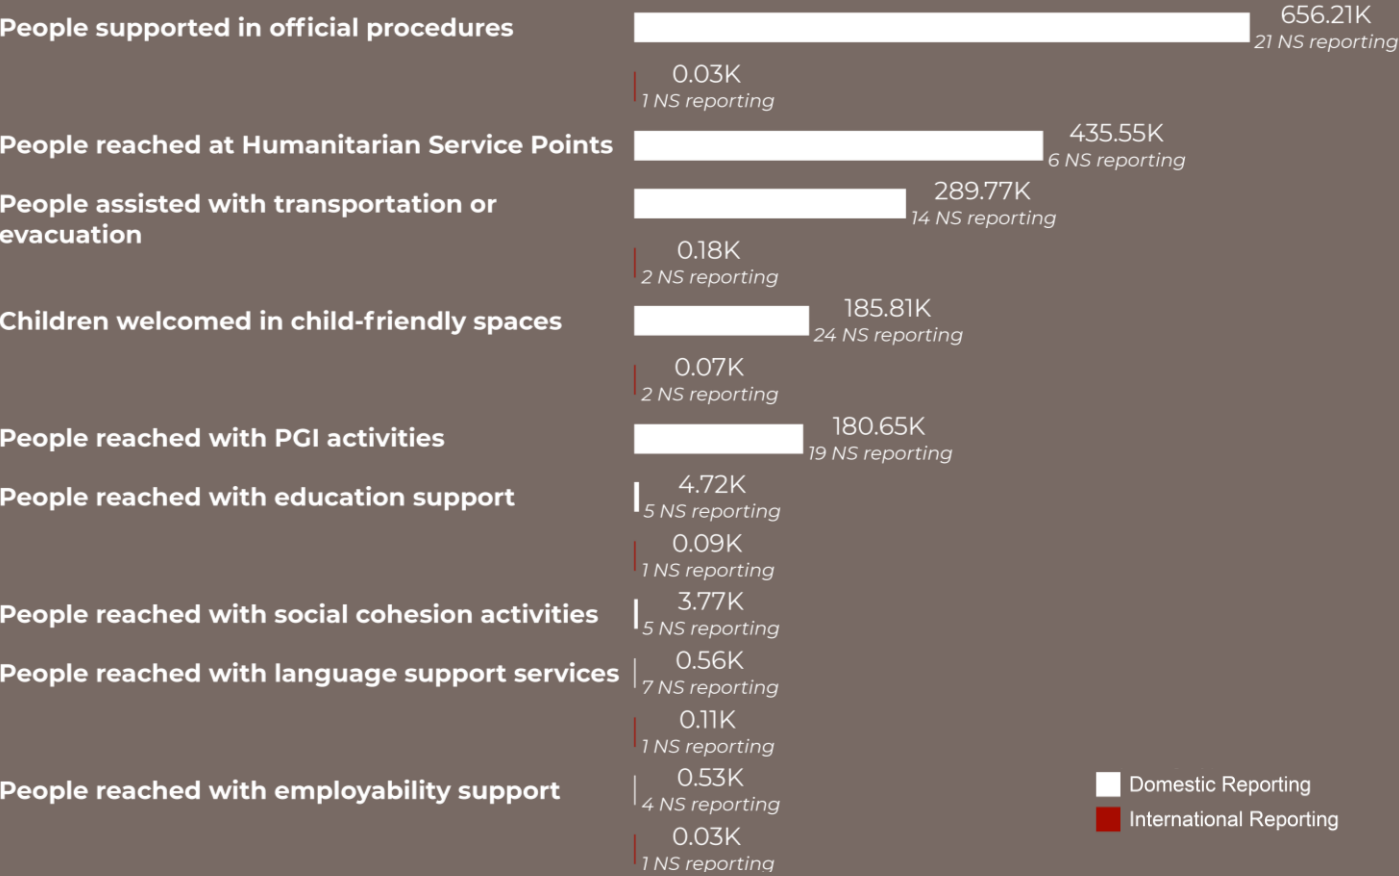 People supported in official procedures
656.21K
21 NS reporting
0.03K
1 NS reporting
People reached at Humanitarian Service Points
435.55K
6 NS reporting
People assisted with transportation or
evacuation
289.77K
14 NS reporting
0.18K
2 NS reporting
Children welcomed in child-friendly spaces
185.81K
24 NS reporting
0.07K
2 NS reporting
People reached with PGI activities
180.65K
19 NS reporting
People reached with education support
4.72K
5 NS reporting
0.09K
1 NS reporting
People reached with social cohesion activities
3.77K
5 NS reporting
People reached with language support services
0.56K
7 NS reporting
0.11K
1 NS reporting
People reached with employability support
0.53K
4 NS reporting
0.03K
1 NS reporting
Domestic Reporting
International Reporting